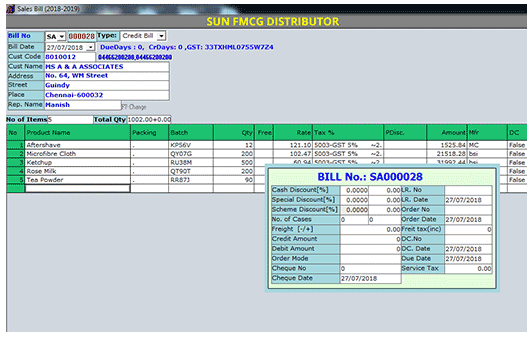 Sales Bill (2018-2019)
SUN FMCG DISTRIBUTOR
Bill No SA 000028 Type: Credit Bill
Bill Date 27/07/2018 DueDays : 0, CrDays : 0 ,GST: 33TXHML0755W7Z4
Cust Code 8010012 04466200200,04466200200
Cust Name MS A & A ASSOCIATES
Address No. 64, WM Street
Street Guindy
Place Chennai-600032
Rep. Name Manish F9 Change
No of Items 5 Total Qty 1002.00+0.00
No Product Name Packing Batch Qty Free Rate Tax % PDisc. Amount Mfr DC
1 Aftershave . KP56V 12 121.10 5003-GST 5% ~2. 1525.84 MC False
2 Microfibre Cloth . QY07G 200 102.47 5003-GST 5% ~2. 21518.28 bsi False
3 Ketchup . RU38M 500 60.94 5003-GST 5% ~2. 31992.44 bsi False
4 Rose Milk . QT90T 200 False
5 Tea Powder . RR87J 90 False
BILL No.: SA000028
Cash Discount[%] 0.0000 0.00 LR. No
Special Discount[%] 0.0000 0.00 LR. Date 27/07/2018
Scheme Discount[%] 0.0000 0.00 Order No
No. of Cases 0 0 Order Date 27/07/2018
Freight [-/+] 0.00 Freit tax(inc) 0
Credit Amount 0 DC.No
Debit Amount 0 DC. Date 27/07/2018
Order Mode Due Date 27/07/2018
Cheque No 0 Service Tax 0.00
Cheque Date 27/07/2018